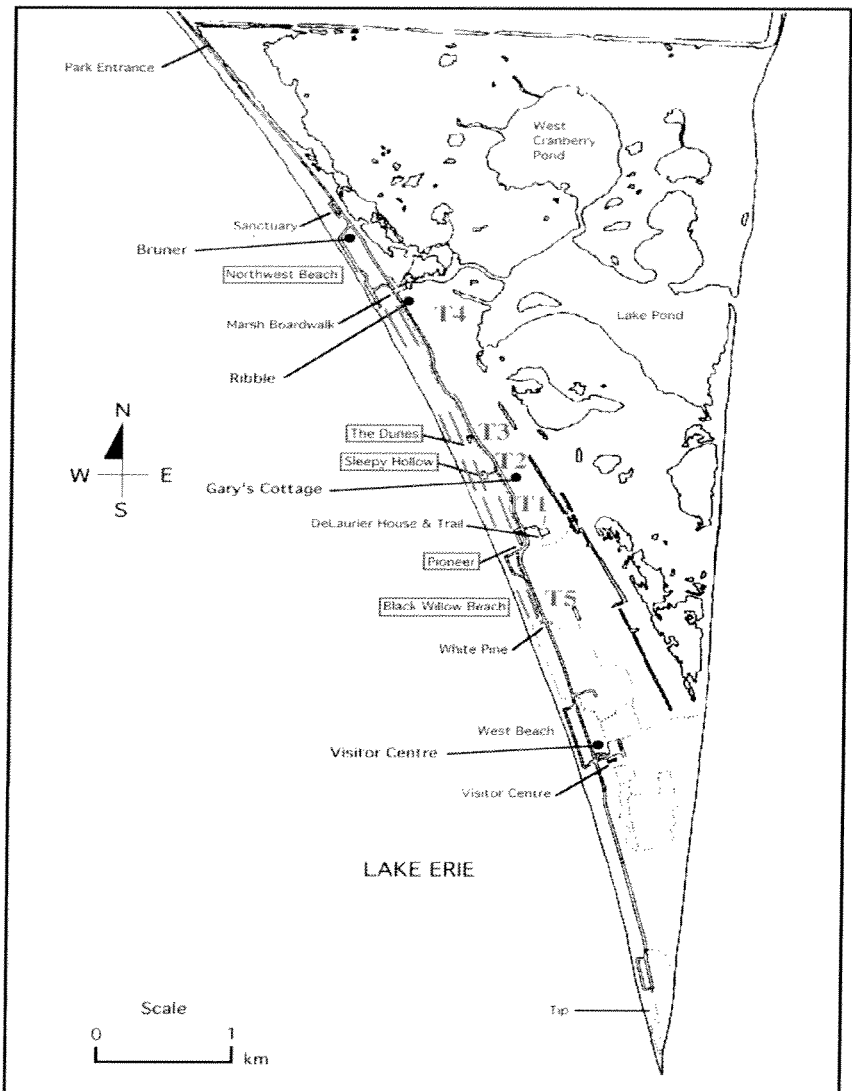 Park Entrance
West
Cranberry
Pond
Sanctuary
Bruner
Northwest Beach
Marsh Boardwalk
T4
Lake Pond
Ribble
N
W E
S
The Dunes
T3
Sleepy Hollow
T2
Gary's Cottage
T1
DeLaurier House & Trail
Pioneer
Black Willow Beach
T5
White Pine
West Beach
Visitor Centre
Visitor Centre
LAKE ERIE
Scale
0 1
km
Tip